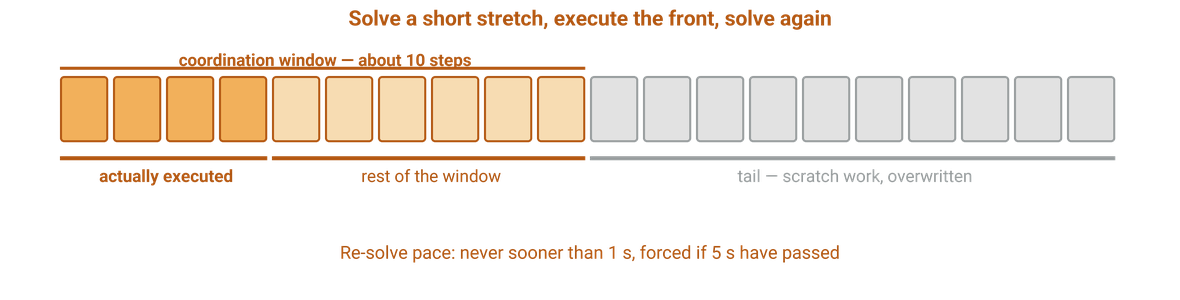 Solve a short stretch, execute the front, solve again
coordination window — about 10 steps
actually executed
rest of the window
tail — scratch work, overwritten
Re-solve pace: never sooner than 1 s, forced if 5 s have passed